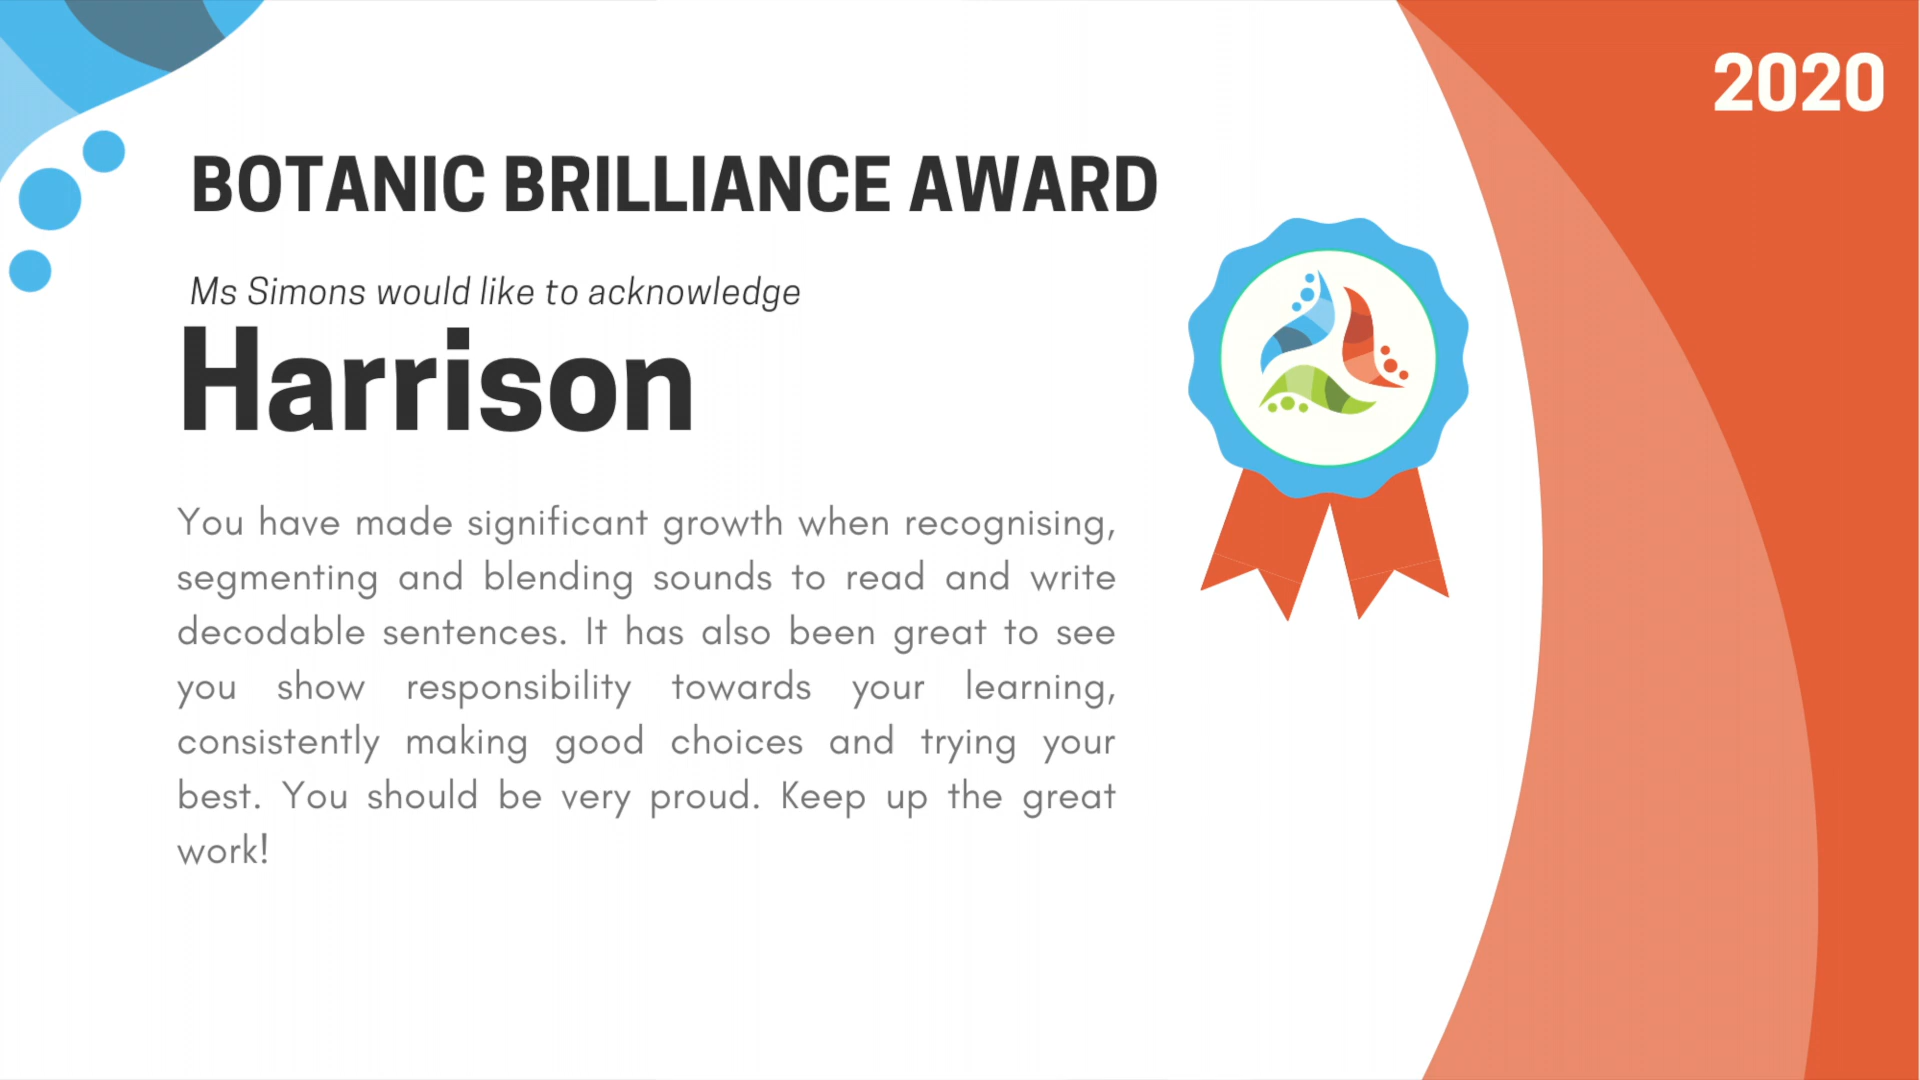 2020
BOTANIC BRILLIANCE AWARD
Ms Simons would like to acknowledge
Harrison
You have made significant growth when recognising,
segmenting and blending sounds to read and write
decodable sentences. It has also been great to see
you show responsibility towards your learning,
consistently making good choices and trying your
best. You should be very proud. Keep up the great
work!